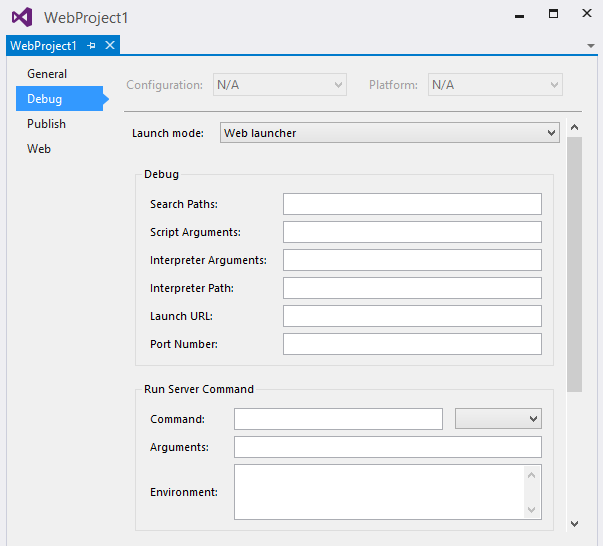 WebProject1
WebProject1
General
Debug
Publish
Web
Configuration: N/A Platform: N/A
Launch mode: Web launcher
Debug
Search Paths:
Script Arguments:
Interpreter Arguments:
Interpreter Path:
Launch URL:
Port Number:
Run Server Command
Command:
Arguments:
Environment: